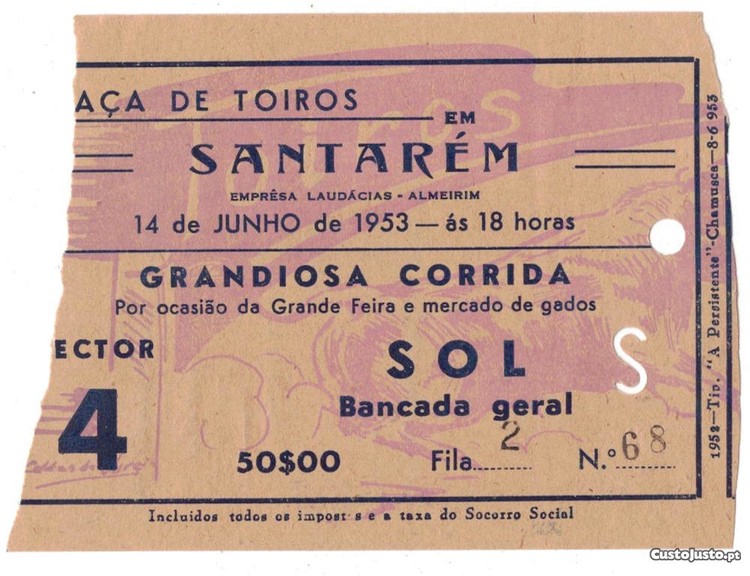 AÇA DE TOIROS
EM
Toiros
SANTARÉM
EMPRÊSA LAUDÁCIAS - ALMEIRIM
14 de JUNHO de 1953 — ás 18 horas
GRANDIOSA CORRIDA
Por ocasião da Grande Feira e mercado de gados
ECTOR
4
SOL
S
Bancada geral
50$00
Fila 2
N.º 68
Incluidos todos os impost s e a taxa do Socorro Social
1952—Tip. "A Persistente"-Chamusca—8-6 953
CustoJusto.pt